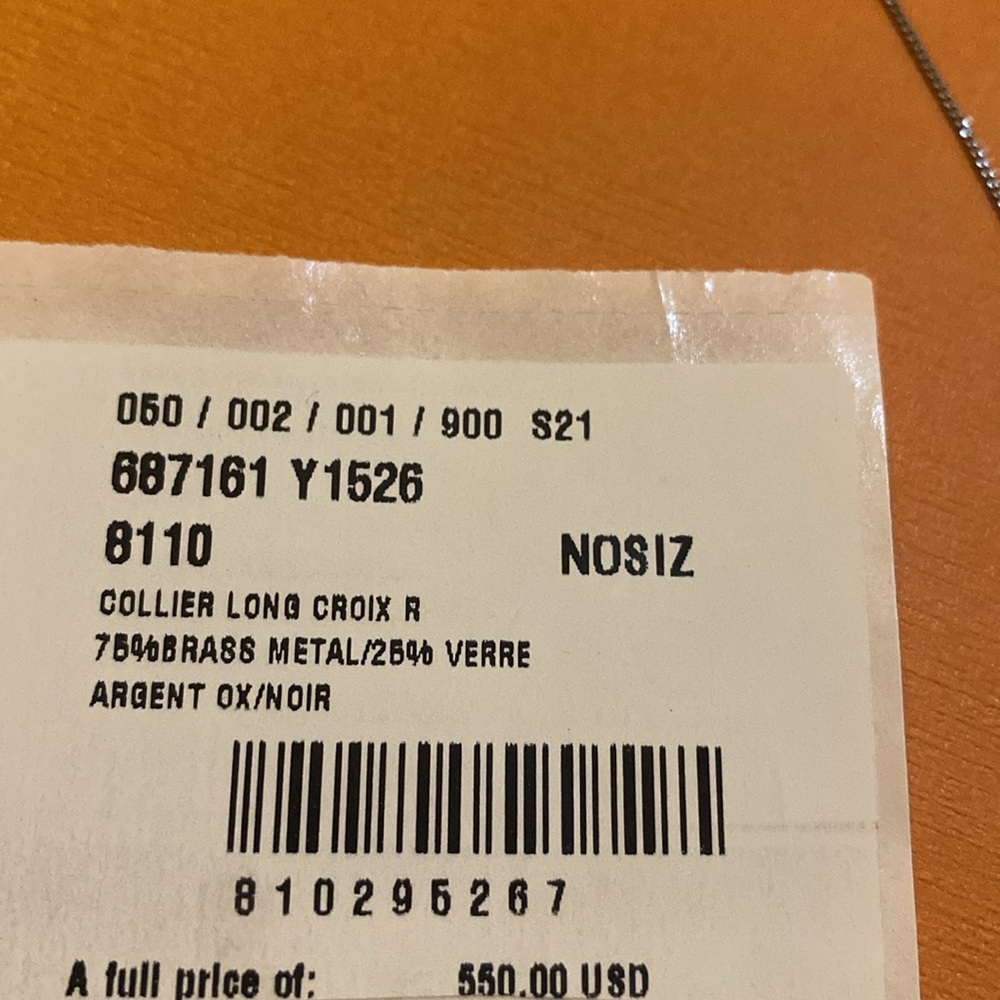 050 / 002 / 001 / 900 S21
687161 Y1526
8110 NOSIZ
COLLIER LONG CROIX R
75%BRASS METAL/25% VERRE
ARGENT OX/NOIR
810295267
A full price of: 550.00 USD